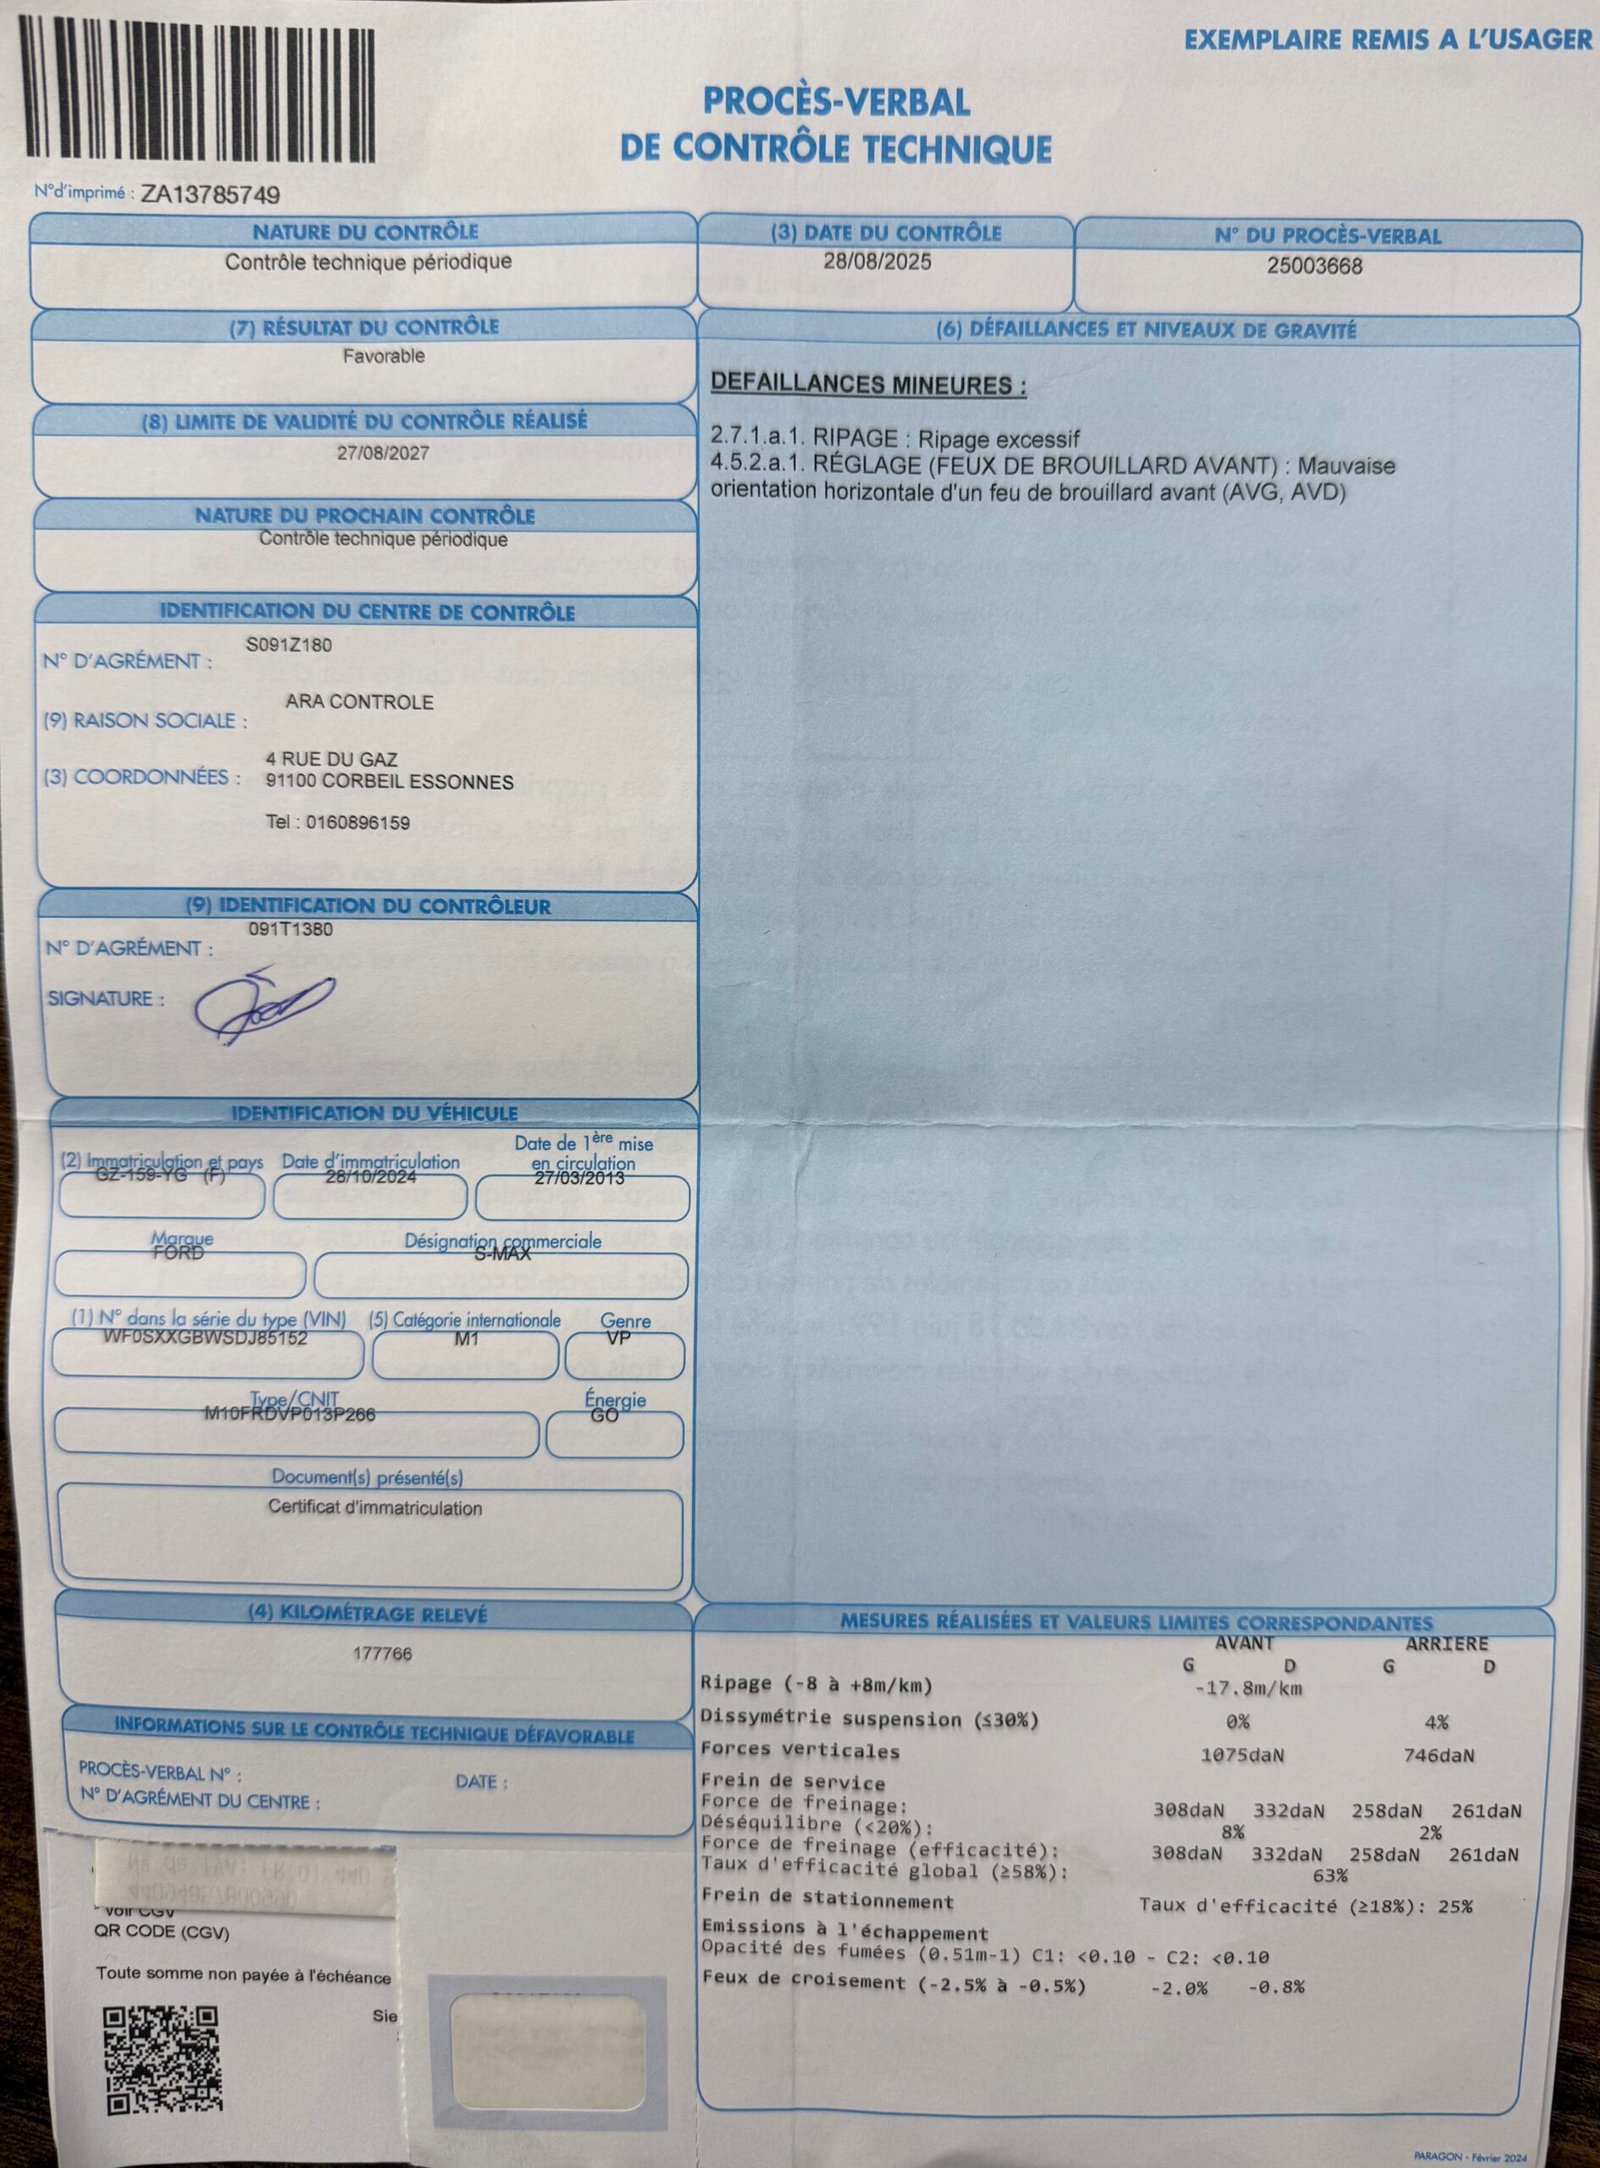 EXEMPLAIRE REMIS A L'USAGER
PROCÈS-VERBAL
DE CONTRÔLE TECHNIQUE
N°d'imprimé : ZA13785749
NATURE DU CONTRÔLE
Contrôle technique périodique
(3) DATE DU CONTRÔLE
28/08/2025
N° DU PROCÈS-VERBAL
25003668
(7) RÉSULTAT DU CONTRÔLE
Favorable
(8) LIMITE DE VALIDITÉ DU CONTRÔLE RÉALISÉ
27/08/2027
NATURE DU PROCHAIN CONTRÔLE
Contrôle technique périodique
IDENTIFICATION DU CENTRE DE CONTRÔLE
N° D'AGRÉMENT : S091Z180
(9) RAISON SOCIALE : ARA CONTROLE
(3) COORDONNÉES : 4 RUE DU GAZ
91100 CORBEIL ESSONNES
Tel : 0160896159
(9) IDENTIFICATION DU CONTRÔLEUR
N° D'AGRÉMENT : 091T1380
SIGNATURE :
IDENTIFICATION DU VÉHICULE
(2) Immatriculation et pays
GZ-159-YG (F)
Date d'immatriculation
28/10/2024
Date de 1ère mise
en circulation
27/03/2013
Marque
FORD
Désignation commerciale
S-MAX
(1) N° dans la série du type (VIN)
WF0SXXGBWSDJ85152
(5) Catégorie internationale
M1
Genre
VP
Type/CNIT
M10FRDVP013P266
Énergie
GO
Document(s) présenté(s)
Certificat d'immatriculation
(4) KILOMÉTRAGE RELEVÉ
177766
INFORMATIONS SUR LE CONTRÔLE TECHNIQUE DÉFAVORABLE
PROCÈS-VERBAL N° : DATE :
N° D'AGRÉMENT DU CENTRE :
(6) DÉFAILLANCES ET NIVEAUX DE GRAVITÉ
DEFAILLANCES MINEURES :
2.7.1.a.1. RIPAGE : Ripage excessif
4.5.2.a.1. RÉGLAGE (FEUX DE BROUILLARD AVANT) : Mauvaise
orientation horizontale d'un feu de brouillard avant (AVG, AVD)
MESURES RÉALISÉES ET VALEURS LIMITES CORRESPONDANTES
AVANT ARRIERE
G D G D
Ripage (-8 à +8m/km) -17.8m/km
Dissymétrie suspension (≤30%) 0% 4%
Forces verticales 1075daN 746daN
Frein de service
Force de freinage: 308daN 332daN 258daN 261daN
Déséquilibre (<20%): 8% 2%
Force de freinage (efficacité): 308daN 332daN 258daN 261daN
Taux d'efficacité global (≥58%): 63%
Frein de stationnement Taux d'efficacité (≥18%): 25%
Emissions à l'échappement
Opacité des fumées (0.51m-1) C1: <0.10 - C2: <0.10
Feux de croisement (-2.5% à -0.5%) -2.0% -0.8%
QR CODE (CGV)
Toute somme non payée à l'échéance
Sie
PARAGON - Février 2024